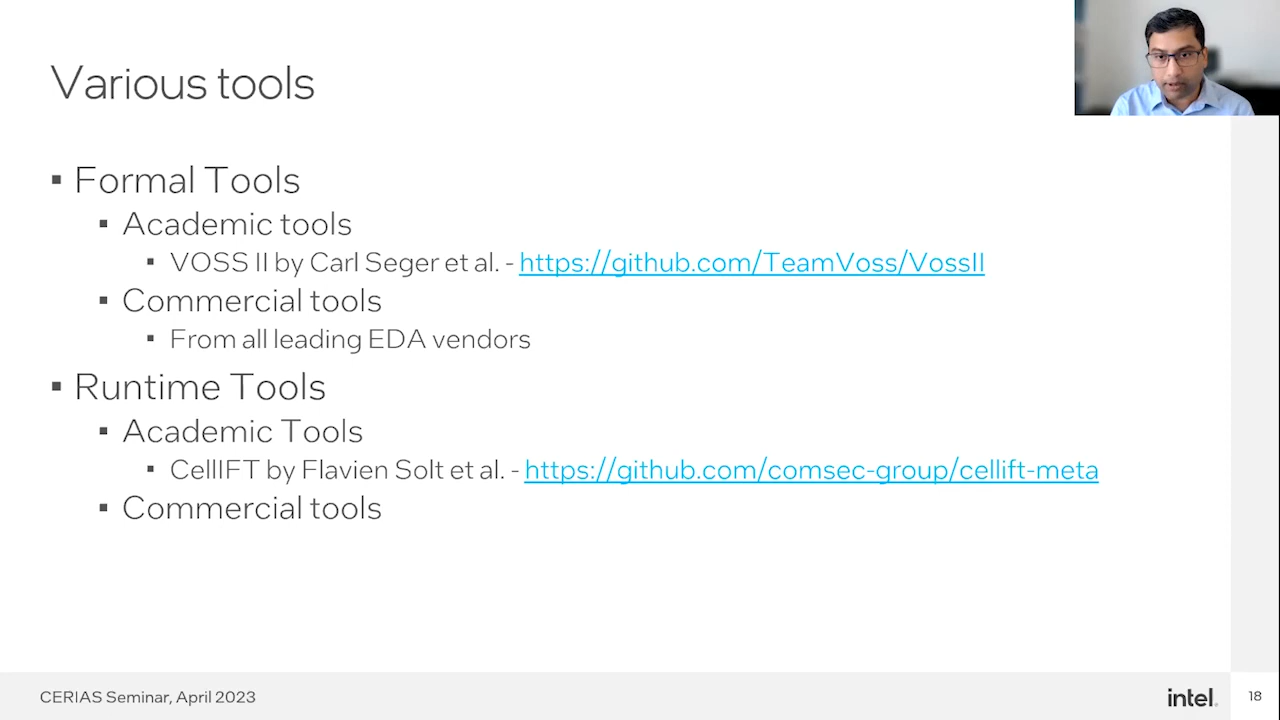 Various tools
▪ Formal Tools
▪ Academic tools
▪ VOSS II by Carl Seger et al. - https://github.com/TeamVoss/VossII
▪ Commercial tools
▪ From all leading EDA vendors
▪ Runtime Tools
▪ Academic Tools
▪ CellIFT by Flavien Solt et al. - https://github.com/comsec-group/cellift-meta
▪ Commercial tools
CERIAS Seminar, April 2023
intel.
18